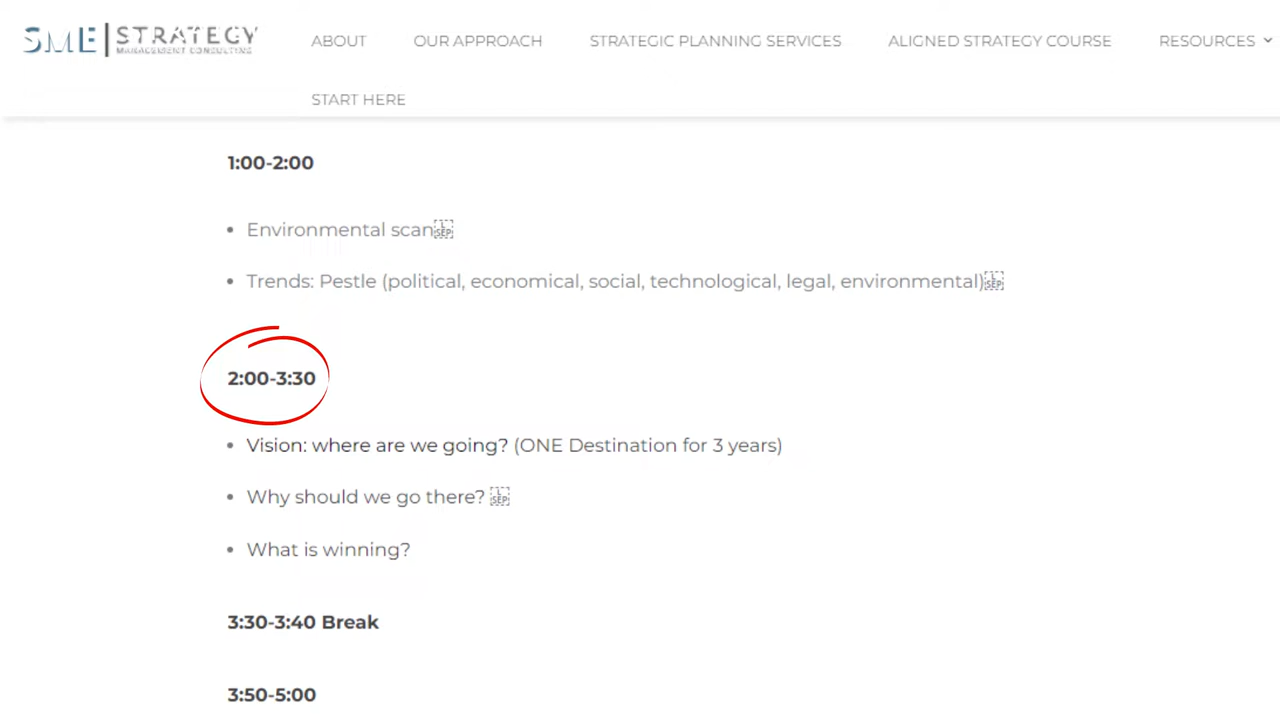 SME | STRATEGY
MANAGEMENT CONSULTING
ABOUT OUR APPROACH STRATEGIC PLANNING SERVICES ALIGNED STRATEGY COURSE RESOURCES
START HERE
1:00-2:00
• Environmental scan
• Trends: Pestle (political, economical, social, technological, legal, environmental)
2:00-3:30
• Vision: where are we going? (ONE Destination for 3 years)
• Why should we go there?
• What is winning?
3:30-3:40 Break
3:50-5:00